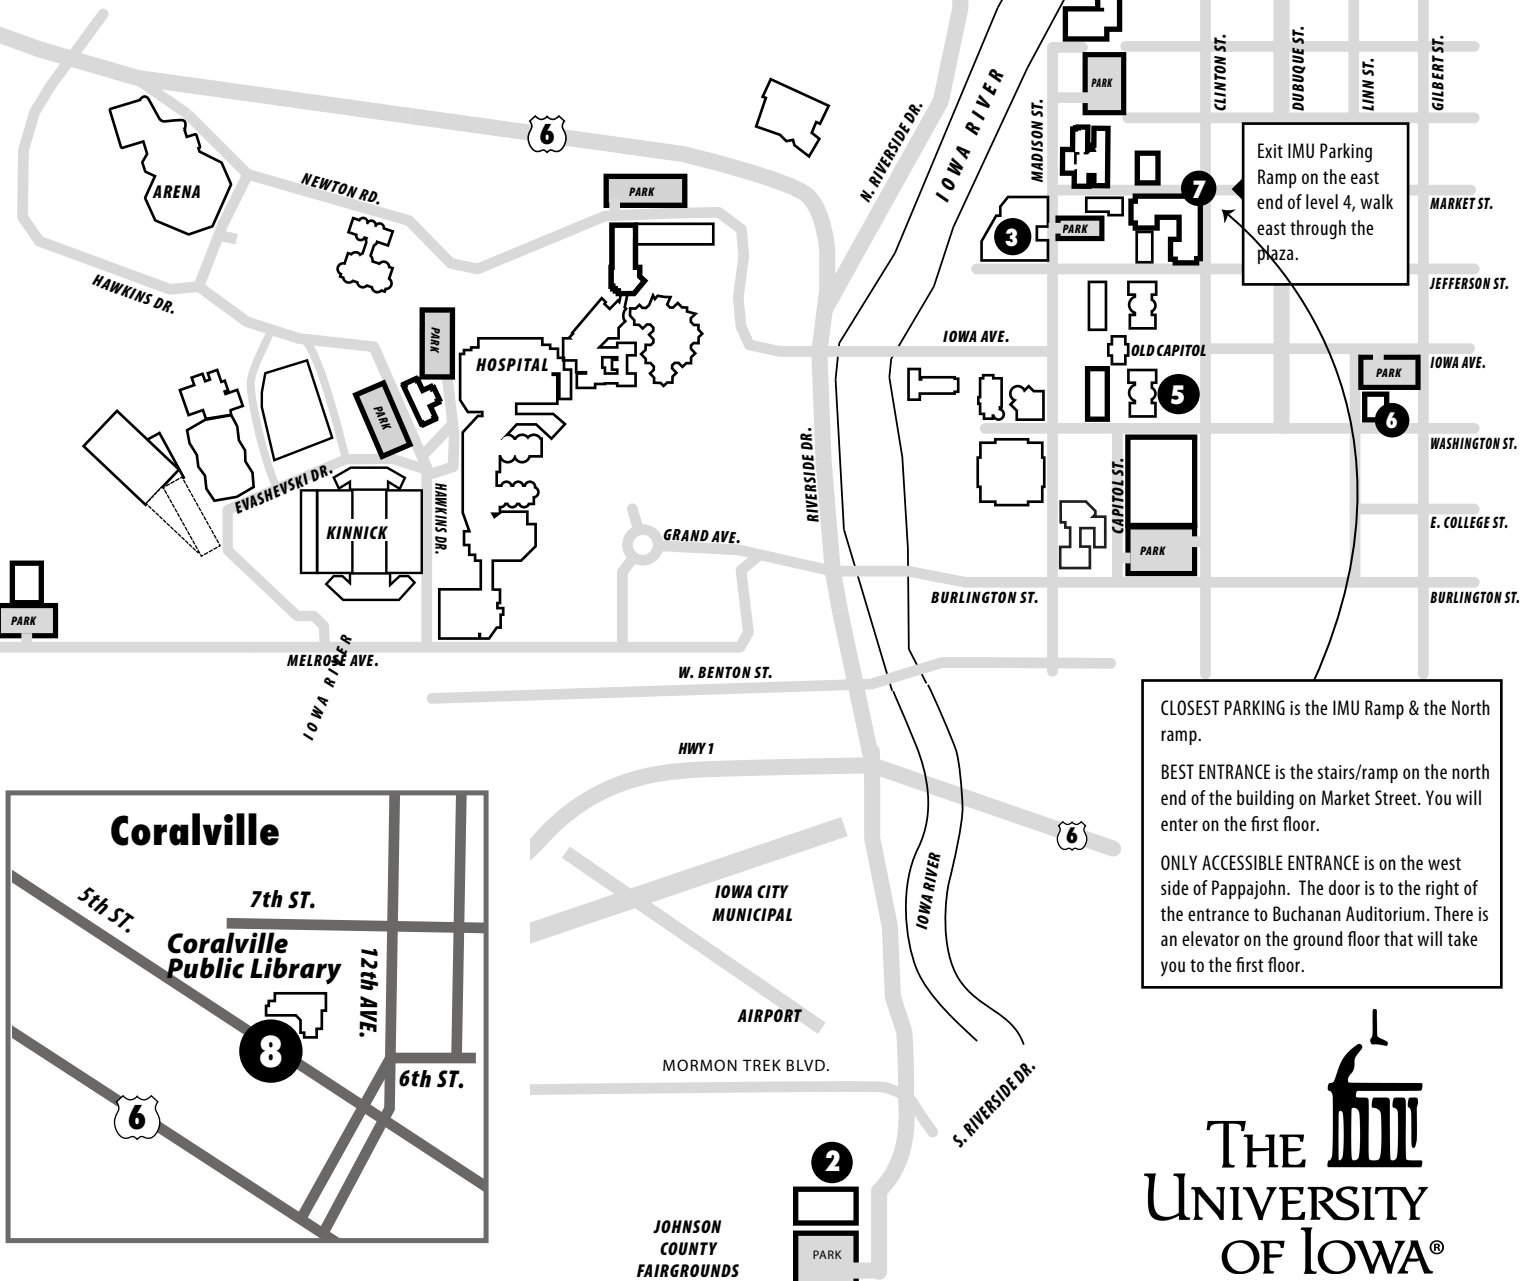 CLINTON ST.
DUBUQUE ST.
LINN ST.
GILBERT ST.
MADISON ST.
IOWA RIVER
N. RIVERSIDE DR.
PARK
6
ARENA
NEWTON RD.
PARK
7
Exit IMU Parking
Ramp on the east
end of level 4, walk
east through the
plaza.
MARKET ST.
3
PARK
HAWKINS DR.
JEFFERSON ST.
PARK
HOSPITAL
IOWA AVE.
OLD CAPITOL
IOWA AVE.
PARK
PARK
5
6
WASHINGTON ST.
RIVERSIDE DR.
CAPITOL ST.
EVASHEVSKI DR.
HAWKINS DR.
KINNICK
GRAND AVE.
E. COLLEGE ST.
PARK
BURLINGTON ST.
BURLINGTON ST.
PARK
MELROSE AVE.
IOWA RIVER
W. BENTON ST.
HWY 1
CLOSEST PARKING is the IMU Ramp & the North
ramp.
BEST ENTRANCE is the stairs/ramp on the north
end of the building on Market Street. You will
enter on the first floor.
ONLY ACCESSIBLE ENTRANCE is on the west
side of Pappajohn. The door is to the right of
the entrance to Buchanan Auditorium. There is
an elevator on the ground floor that will take
you to the first floor.
6
Coralville
5th ST.
7th ST.
Coralville
Public Library
12th AVE.
8
6th ST.
6
IOWA CITY
MUNICIPAL
AIRPORT
IOWA RIVER
MORMON TREK BLVD.
S. RIVERSIDE DR.
2
JOHNSON
COUNTY
FAIRGROUNDS
PARK
THE
UNIVERSITY
OF IOWA®